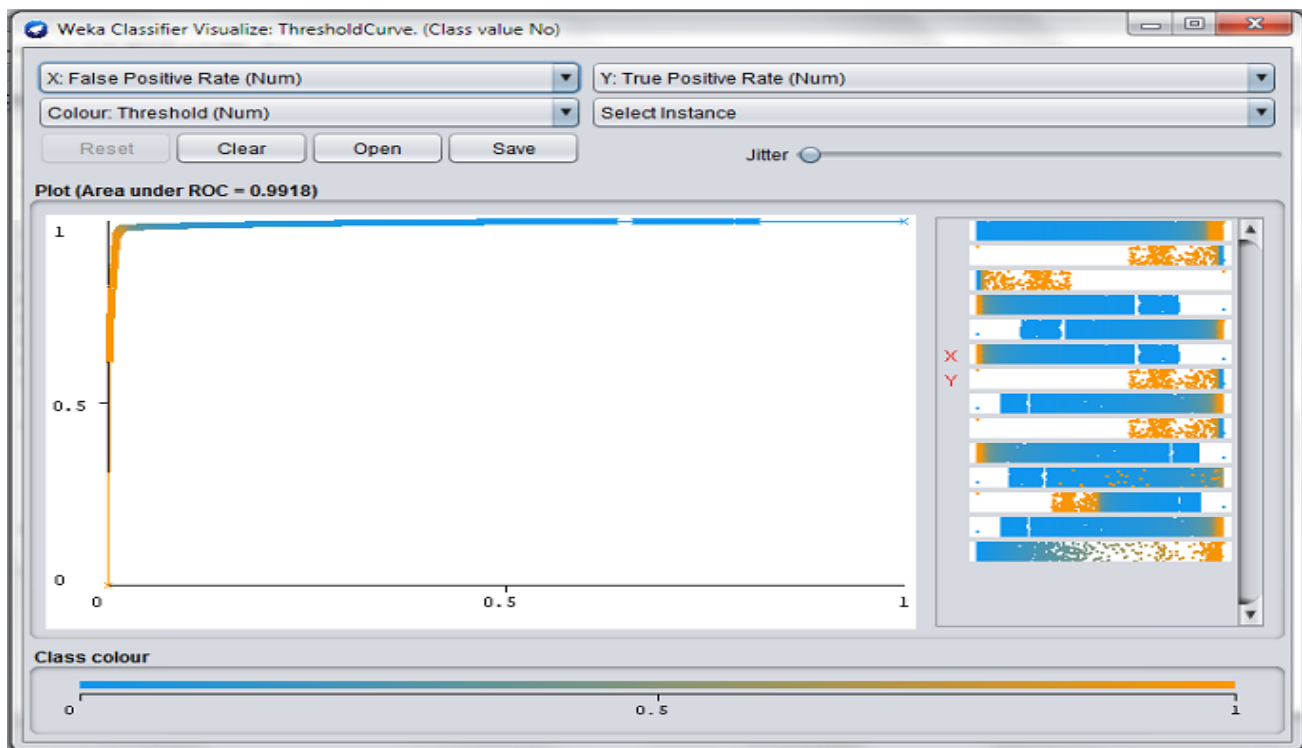 Weka Classifier Visualize: ThresholdCurve. (Class value No)
X: False Positive Rate (Num)
Y: True Positive Rate (Num)
Colour: Threshold (Num)
Select Instance
Reset
Clear
Open
Save
Jitter
Plot (Area under ROC = 0.9918)
1
0.5
0
0
0.5
1
X
Y
Class colour
0
0.5
1